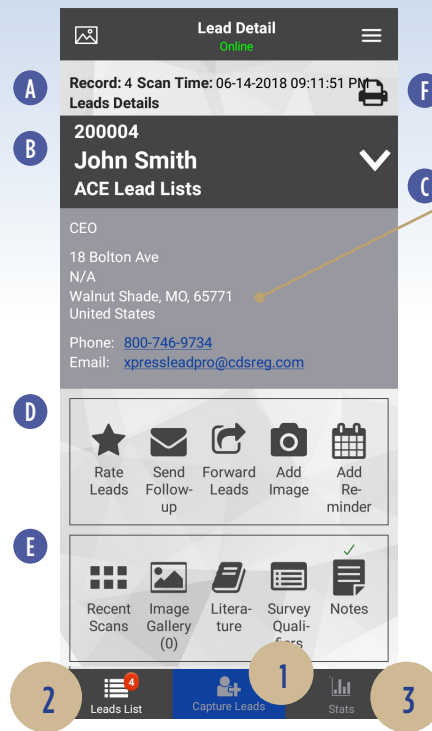 Lead Detail
Online
A
Record: 4 Scan Time: 06-14-2018 09:11:51 PM
F
Leads Details
B
200004
John Smith
ACE Lead Lists
C
CEO
18 Bolton Ave
N/A
Walnut Shade, MO, 65771
United States
Phone: 800-746-9734
Email: xpressleadpro@cdsreg.com
D
Rate Leads
Send Follow-up
Forward Leads
Add Image
Add Re-minder
E
Recent Scans
Image Gallery (0)
Litera-ture
Survey Quali-fiers
Notes
1
2
4
Leads List
Capture Leads
Stats
3